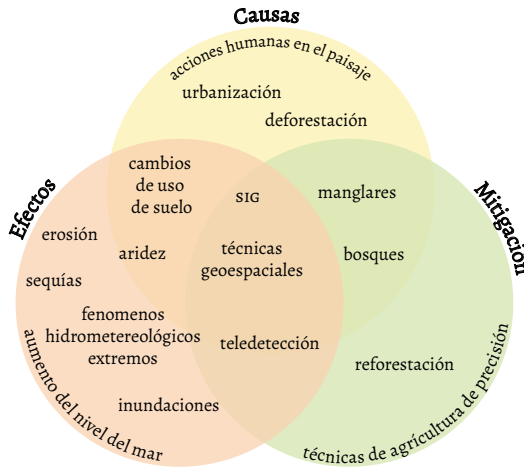 Causas
acciones humanas en el paisaje
urbanización
deforestación
Efectos
cambios
de uso
de suelo
SIG
manglares
Mitigación
erosión
aridez
técnicas
geoespaciales
bosques
sequías
fenomenos
hidrometereológicos
extremos
teledetección
reforestación
inundaciones
aumento del nivel del mar
técnicas de agrícultura de precisión